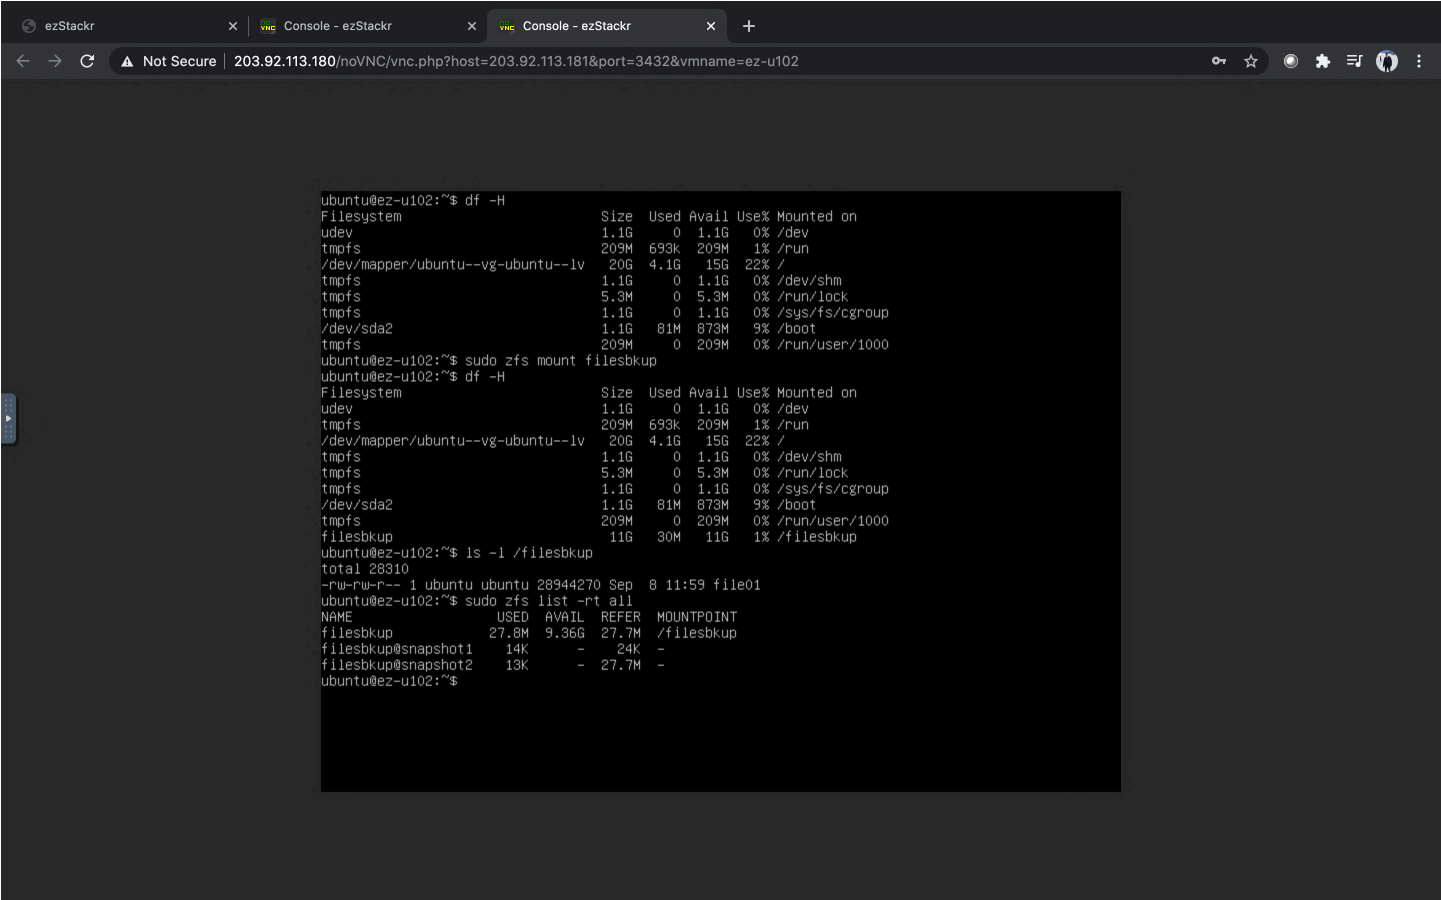 ezStackr
Console - ezStackr
Console - ezStackr
Not Secure
203.92.113.180/noVNC/vnc.php?host=203.92.113.181&port=3432&vmname=ez-u102
ubuntu@ez-u102:~$ df -H
Filesystem Size Used Avail Use% Mounted on
udev 1.1G 0 1.1G 0% /dev
tmpfs 209M 693k 209M 1% /run
/dev/mapper/ubuntu--vg-ubuntu--lv 20G 4.1G 15G 22% /
tmpfs 1.1G 0 1.1G 0% /dev/shm
tmpfs 5.3M 0 5.3M 0% /run/lock
tmpfs 1.1G 0 1.1G 0% /sys/fs/cgroup
/dev/sda2 1.1G 81M 873M 9% /boot
tmpfs 209M 0 209M 0% /run/user/1000
ubuntu@ez-u102:~$ sudo zfs mount filesbkup
ubuntu@ez-u102:~$ df -H
Filesystem Size Used Avail Use% Mounted on
udev 1.1G 0 1.1G 0% /dev
tmpfs 209M 693k 209M 1% /run
/dev/mapper/ubuntu--vg-ubuntu--lv 20G 4.1G 15G 22% /
tmpfs 1.1G 0 1.1G 0% /dev/shm
tmpfs 5.3M 0 5.3M 0% /run/lock
tmpfs 1.1G 0 1.1G 0% /sys/fs/cgroup
/dev/sda2 1.1G 81M 873M 9% /boot
tmpfs 209M 0 209M 0% /run/user/1000
filesbkup 11G 30M 11G 1% /filesbkup
ubuntu@ez-u102:~$ ls -l /filesbkup
total 28310
-rw-rw-r-- 1 ubuntu ubuntu 28944270 Sep 8 11:59 file01
ubuntu@ez-u102:~$ sudo zfs list -rt all
NAME USED AVAIL REFER MOUNTPOINT
filesbkup 27.8M 9.36G 27.7M /filesbkup
filesbkup@snapshot1 14K - 24K -
filesbkup@snapshot2 13K - 27.7M -
ubuntu@ez-u102:~$